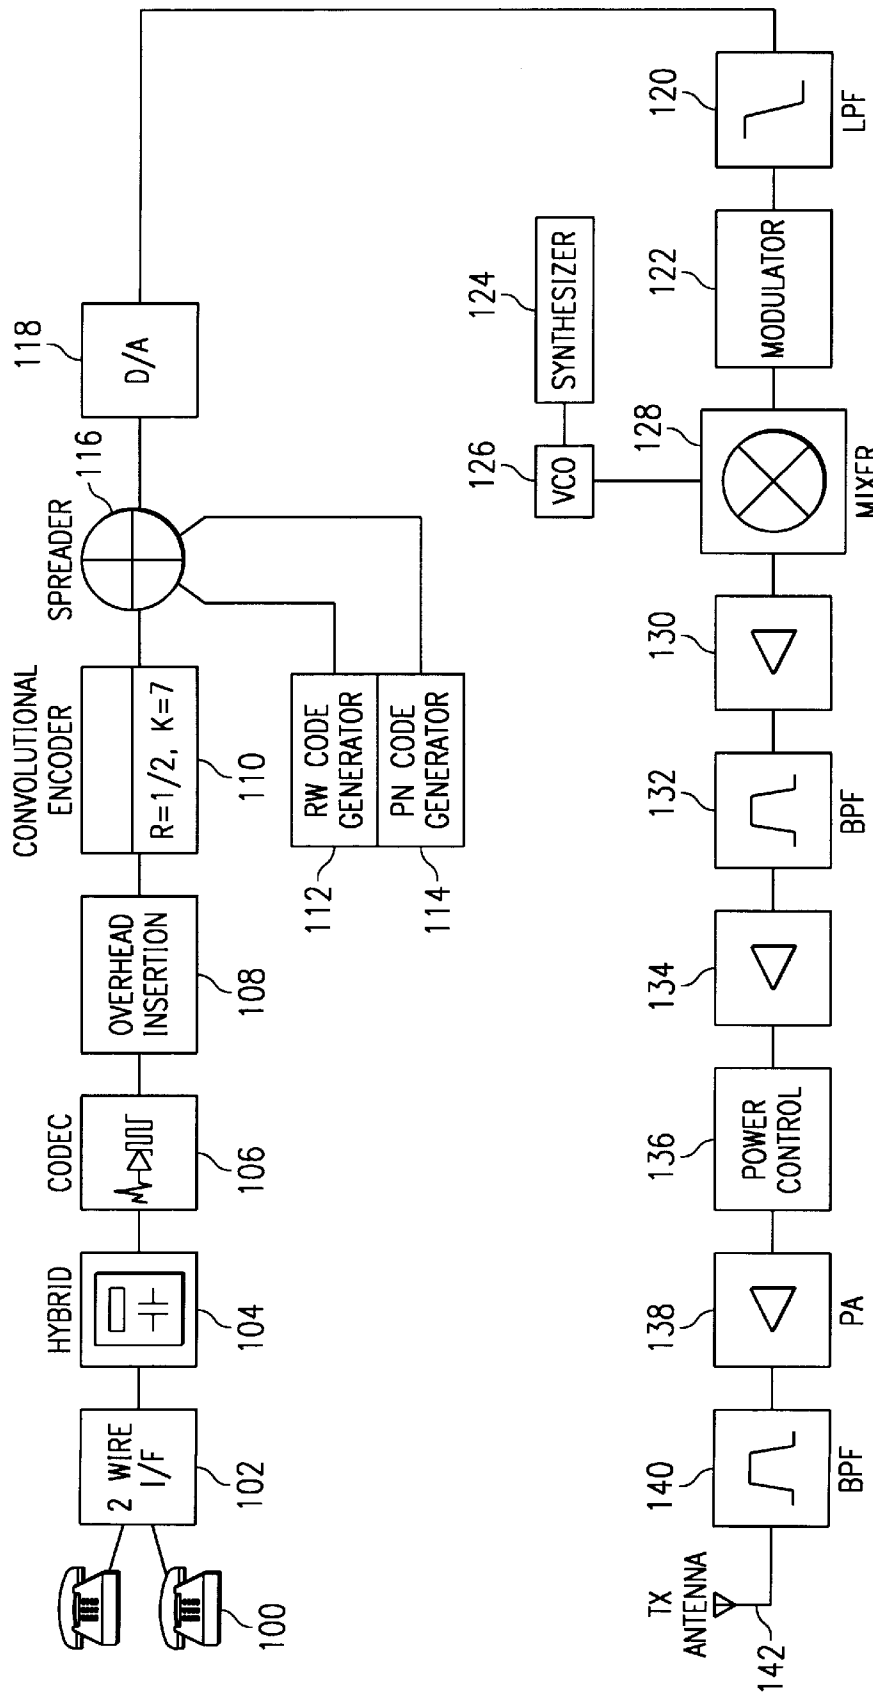 100
2 WIRE
I/F
102
HYBRID
104
CODEC
106
OVERHEAD
INSERTION
108
CONVOLUTIONAL
ENCODER
R=1/2, K=7
110
RW CODE
GENERATOR
112
PN CODE
GENERATOR
114
SPREADER
116
D/A
118
120
LPF
MODULATOR
122
SYNTHESIZER
124
VCO
126
128
MIXER
130
132
BPF
134
POWER
CONTROL
136
138
PA
140
BPF
TX
ANTENNA
142